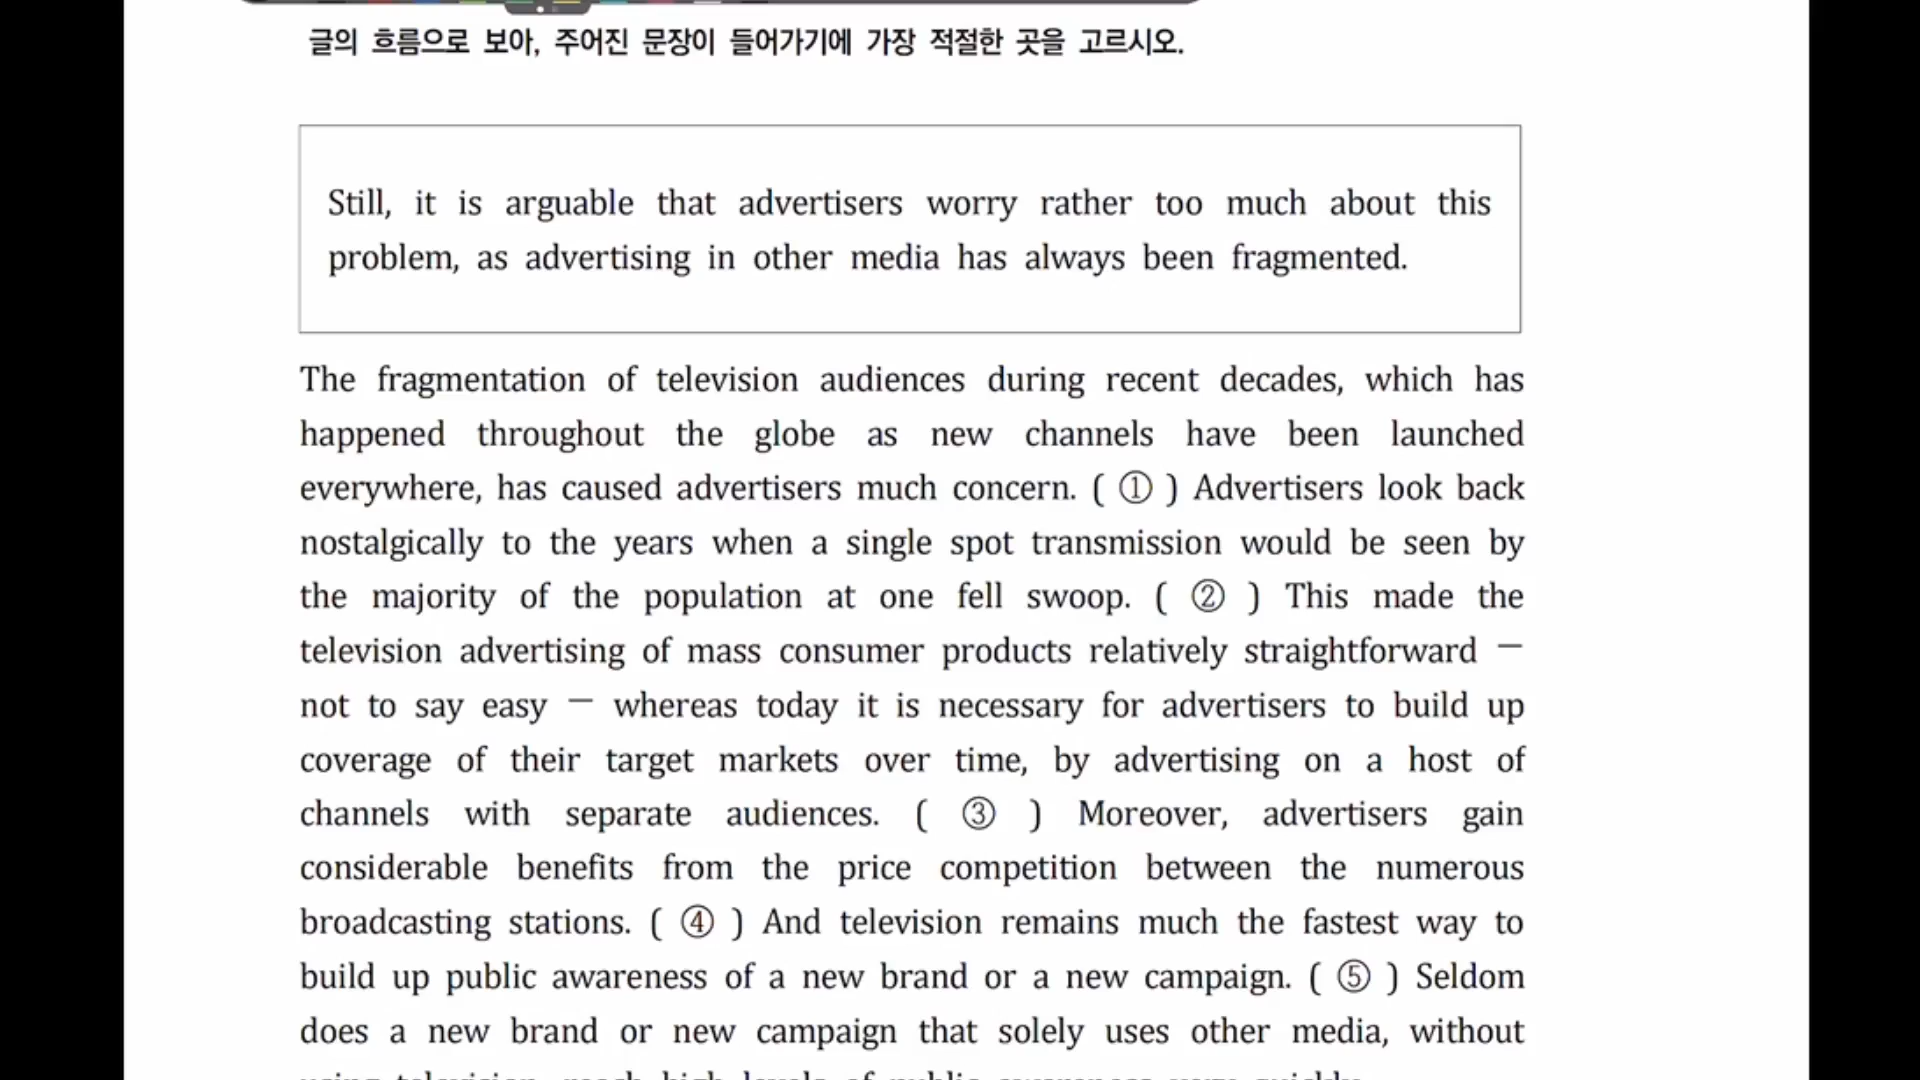 글의 흐름으로 보아, 주어진 문장이 들어가기에 가장 적절한 곳을 고르시오.
Still, it is arguable that advertisers worry rather too much about this
problem, as advertising in other media has always been fragmented.
The fragmentation of television audiences during recent decades, which has
happened throughout the globe as new channels have been launched
everywhere, has caused advertisers much concern. ( ① ) Advertisers look back
nostalgically to the years when a single spot transmission would be seen by
the majority of the population at one fell swoop. ( ② ) This made the
television advertising of mass consumer products relatively straightforward —
not to say easy — whereas today it is necessary for advertisers to build up
coverage of their target markets over time, by advertising on a host of
channels with separate audiences. ( ③ ) Moreover, advertisers gain
considerable benefits from the price competition between the numerous
broadcasting stations. ( ④ ) And television remains much the fastest way to
build up public awareness of a new brand or a new campaign. ( ⑤ ) Seldom
does a new brand or new campaign that solely uses other media, without
using television, reach high levels of public awareness very quickly.